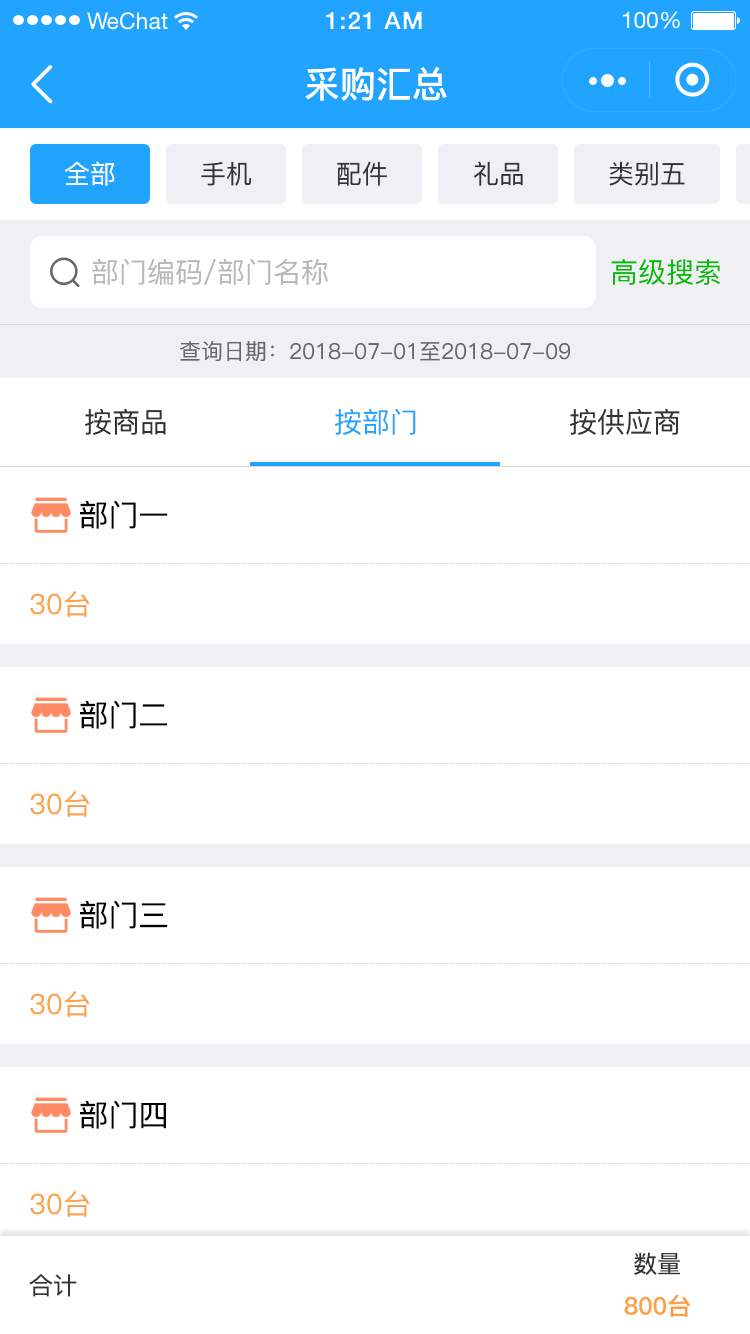 WeChat 1:21 AM 100%
采购汇总
全部 手机 配件 礼品 类别五
部门编码/部门名称 高级搜索
查询日期：2018-07-01至2018-07-09
按商品 按部门 按供应商
部门一
30台
部门二
30台
部门三
30台
部门四
30台
数量
合计
800台